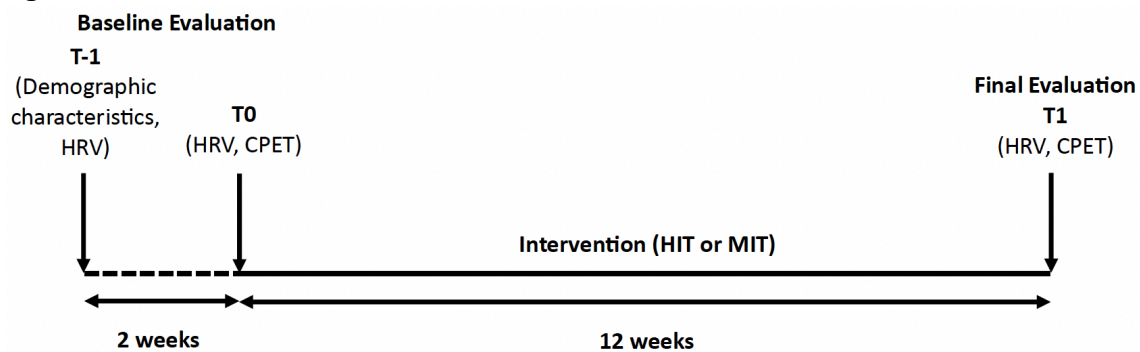 Baseline Evaluation
T-1
(Demographic
characteristics,
HRV)
T0
(HRV, CPET)
Final Evaluation
T1
(HRV, CPET)
Intervention (HIT or MIT)
2 weeks
12 weeks